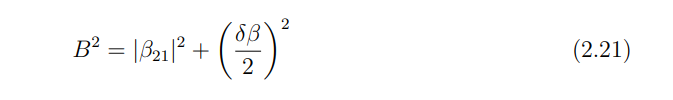 B² = |β₂₁|² + (δβ/2)² (2.21)